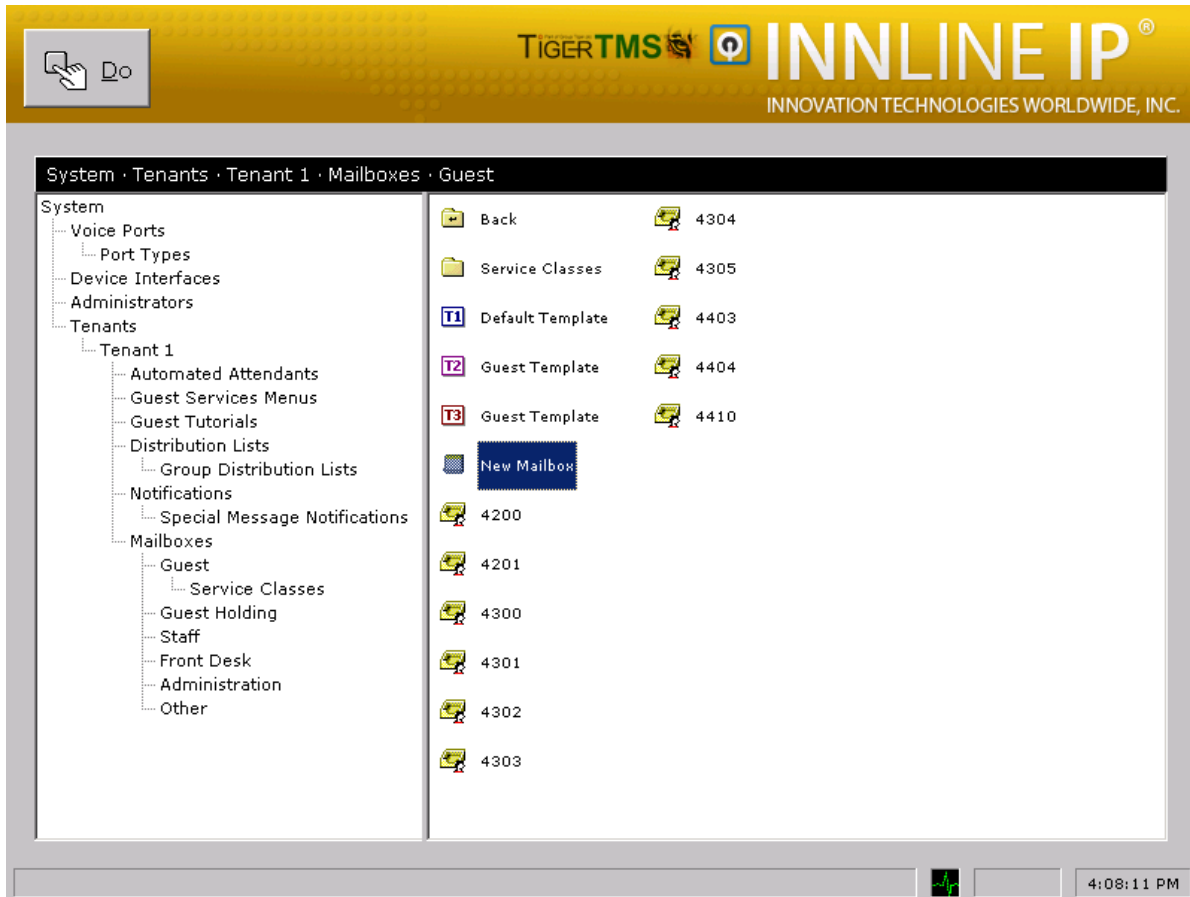 Do
TIGERTMS
INNLINE IP®
INNOVATION TECHNOLOGIES WORLDWIDE, INC.
System · Tenants · Tenant 1 · Mailboxes · Guest
System
Voice Ports
Port Types
Device Interfaces
Administrators
Tenants
Tenant 1
Automated Attendants
Guest Services Menus
Guest Tutorials
Distribution Lists
Group Distribution Lists
Notifications
Special Message Notifications
Mailboxes
Guest
Service Classes
Guest Holding
Staff
Front Desk
Administration
Other
Back
Service Classes
T1 Default Template
T2 Guest Template
T3 Guest Template
New Mailbox
4200
4201
4300
4301
4302
4303
4304
4305
4403
4404
4410
4:08:11 PM